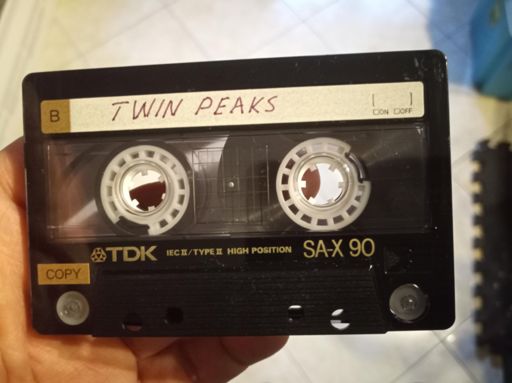 B TWIN PEAKS [ ]
□ON □OFF
TDK IEC II/TYPE II HIGH POSITION SA-X 90
COPY